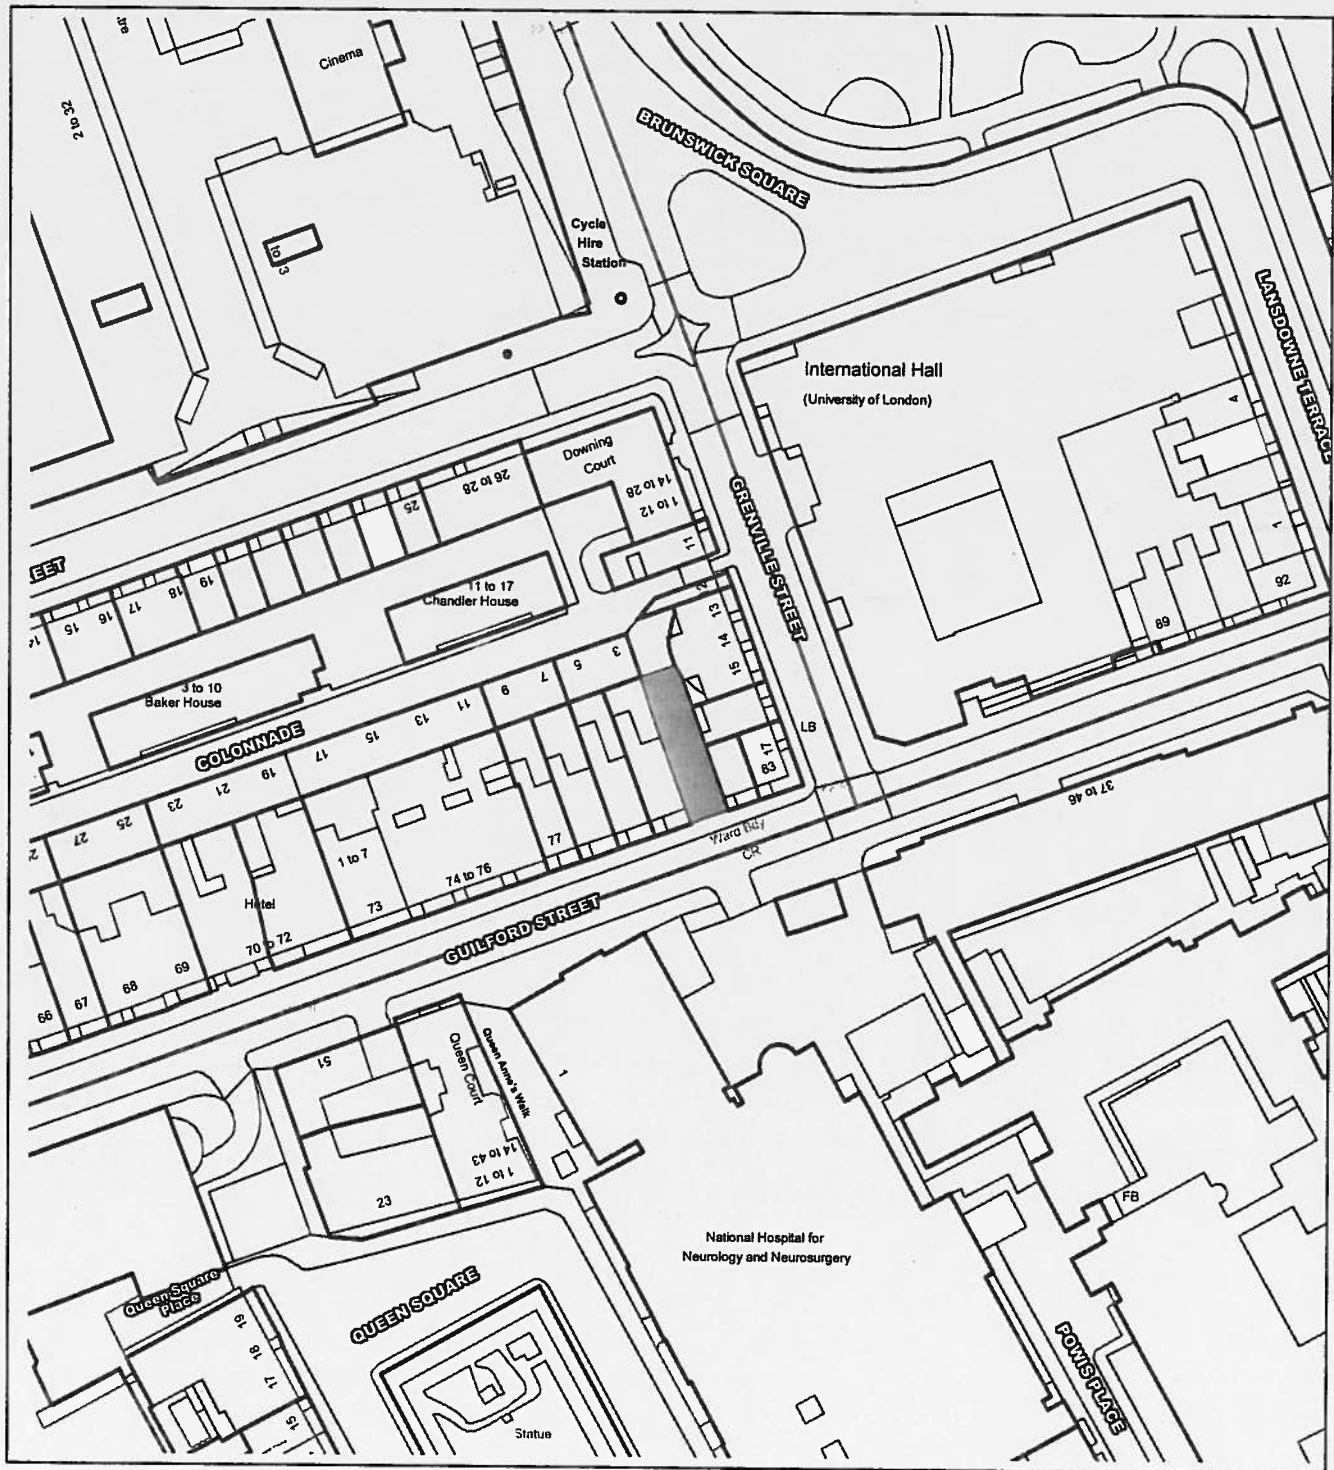 Cinema
2 to 32
BRUNSWICK SQUARE
Cycle
Hire
Station
LANSDOWNE TERRACE
International Hall
(University of London)
4
Downing
Court
14 to 28
1 to 12
26 to 28
25
11
GRENVILLE STREET
REET
19
18
17
16
15
14
11 to 17
Chandler House
2
13
14
15
1
92
89
3 to 10
Baker House
COLONNADE
3
5
7
9
11
13
15
17
19
21
23
25
27
LB
17
83
37 to 46
Ward Bdy
CR
77
74 to 76
1 to 7
73
Hotel
70 to 72
69
68
67
66
GUILFORD STREET
51
Queen Court
Queen Anne's Walk
1
14 to 43
1 to 12
23
FB
National Hospital for
Neurology and Neurosurgery
Queen Square
Place
QUEEN SQUARE
19
18
17
15
Statue
POWIS PLACE